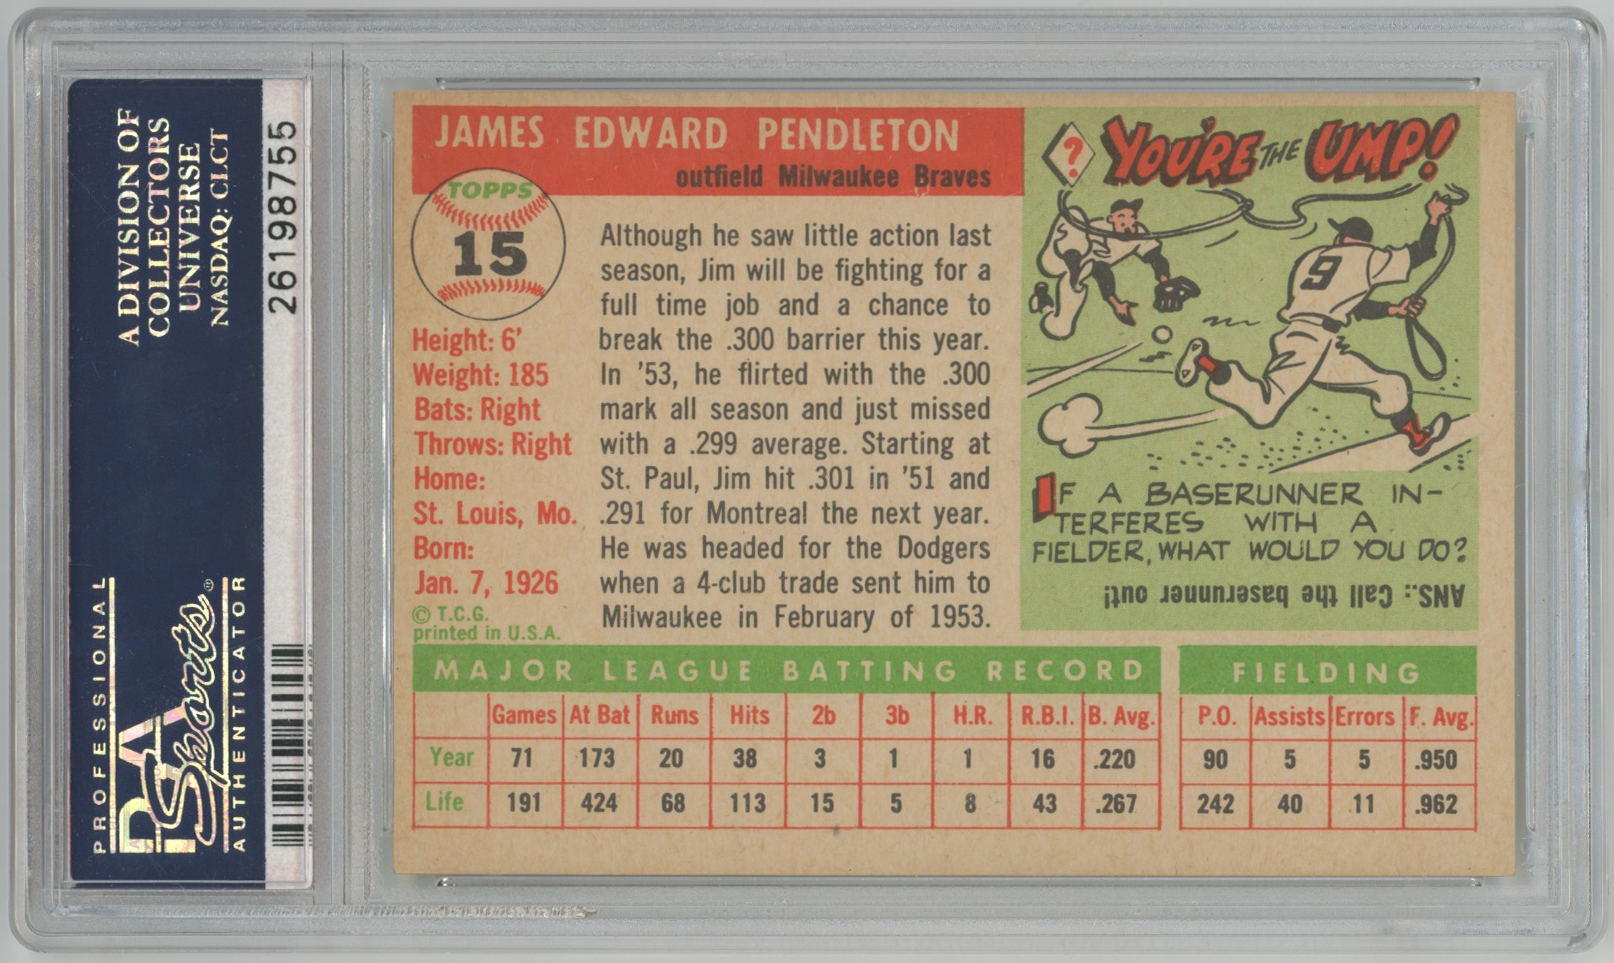 A DIVISION OF
COLLECTORS
UNIVERSE
NASDAQ: CLCT
26198755
PROFESSIONAL
PSA
Sports®
AUTHENTICATOR
JAMES EDWARD PENDLETON
outfield Milwaukee Braves
TOPPS
15
Height: 6'
Weight: 185
Bats: Right
Throws: Right
Home:
St. Louis, Mo.
Born:
Jan. 7, 1926
© T.C.G.
printed in U.S.A.
Although he saw little action last
season, Jim will be fighting for a
full time job and a chance to
break the .300 barrier this year.
In '53, he flirted with the .300
mark all season and just missed
with a .299 average. Starting at
St. Paul, Jim hit .301 in '51 and
.291 for Montreal the next year.
He was headed for the Dodgers
when a 4-club trade sent him to
Milwaukee in February of 1953.
? YOU'RE THE UMP!
9
IF A BASERUNNER IN-
TERFERES WITH A
FIELDER, WHAT WOULD YOU DO?
ANS.: Call the baserunner out!
MAJOR LEAGUE BATTING RECORD
Games At Bat Runs Hits 2b 3b H.R. R.B.I. B. Avg.
Year 71 173 20 38 3 1 1 16 .220
Life 191 424 68 113 15 5 8 43 .267
FIELDING
P.O. Assists Errors F. Avg.
90 5 5 .950
242 40 11 .962